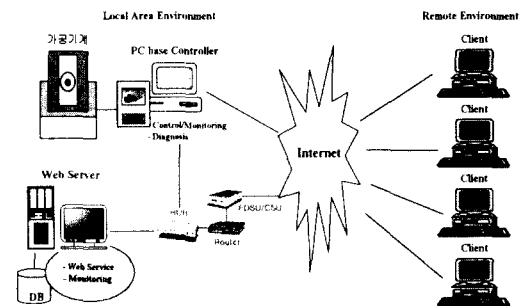 Local Area Environment
Remote Environment
가공기계
PC base Controller
- Control/Monitoring
- Diagnosis
Internet
Client
Client
Client
Client
Web Server
HUB
FDSU/CSU
Router
- Web Service
- Monitoring
DB